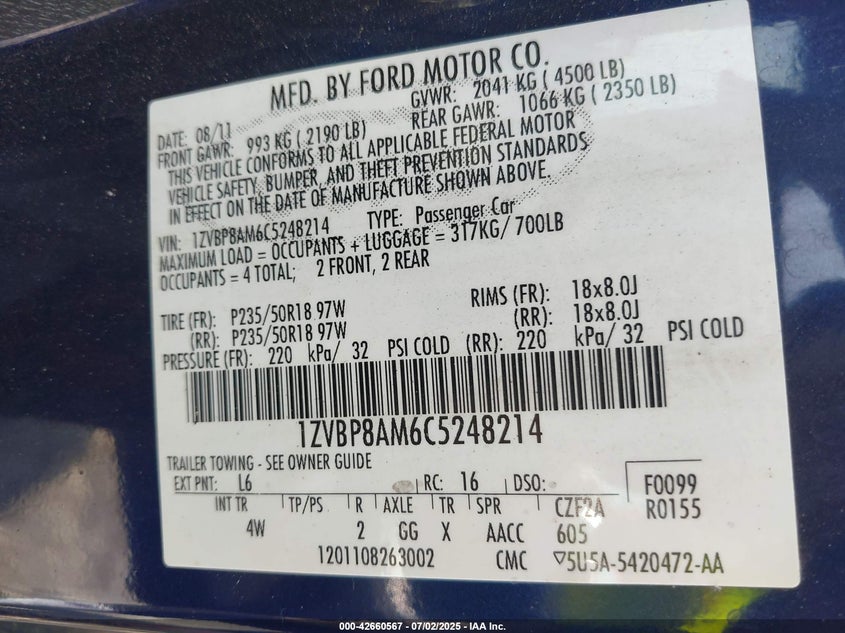 MFD. BY FORD MOTOR CO.
DATE: 08/11 GVWR: 2041 KG ( 4500 LB)
FRONT GAWR: 993 KG ( 2190 LB) REAR GAWR: 1066 KG ( 2350 LB)
THIS VEHICLE CONFORMS TO ALL APPLICABLE FEDERAL MOTOR
VEHICLE SAFETY, BUMPER, AND THEFT PREVENTION STANDARDS
IN EFFECT ON THE DATE OF MANUFACTURE SHOWN ABOVE.
VIN: 1ZVBP8AM6C5248214 TYPE: Passenger Car
MAXIMUM LOAD = OCCUPANTS + LUGGAGE = 317KG/ 700LB
OCCUPANTS = 4 TOTAL; 2 FRONT, 2 REAR
TIRE (FR): P235/50R18 97W RIMS (FR): 18x8.0J
(RR): P235/50R18 97W (RR): 18x8.0J
PRESSURE (FR): 220 kPa/ 32 PSI COLD (RR): 220 kPa/ 32 PSI COLD
1ZVBP8AM6C5248214
TRAILER TOWING - SEE OWNER GUIDE
EXT PNT: L6 RC: 16 DSO: F0099
INT TR TP/PS R AXLE TR SPR CZF2A R0155
4W 2 GG X AACC 605
1201108263002 CMC ▽5U5A-5420472-AA
000-42660567 - 07/02/2025 - IAA Inc.